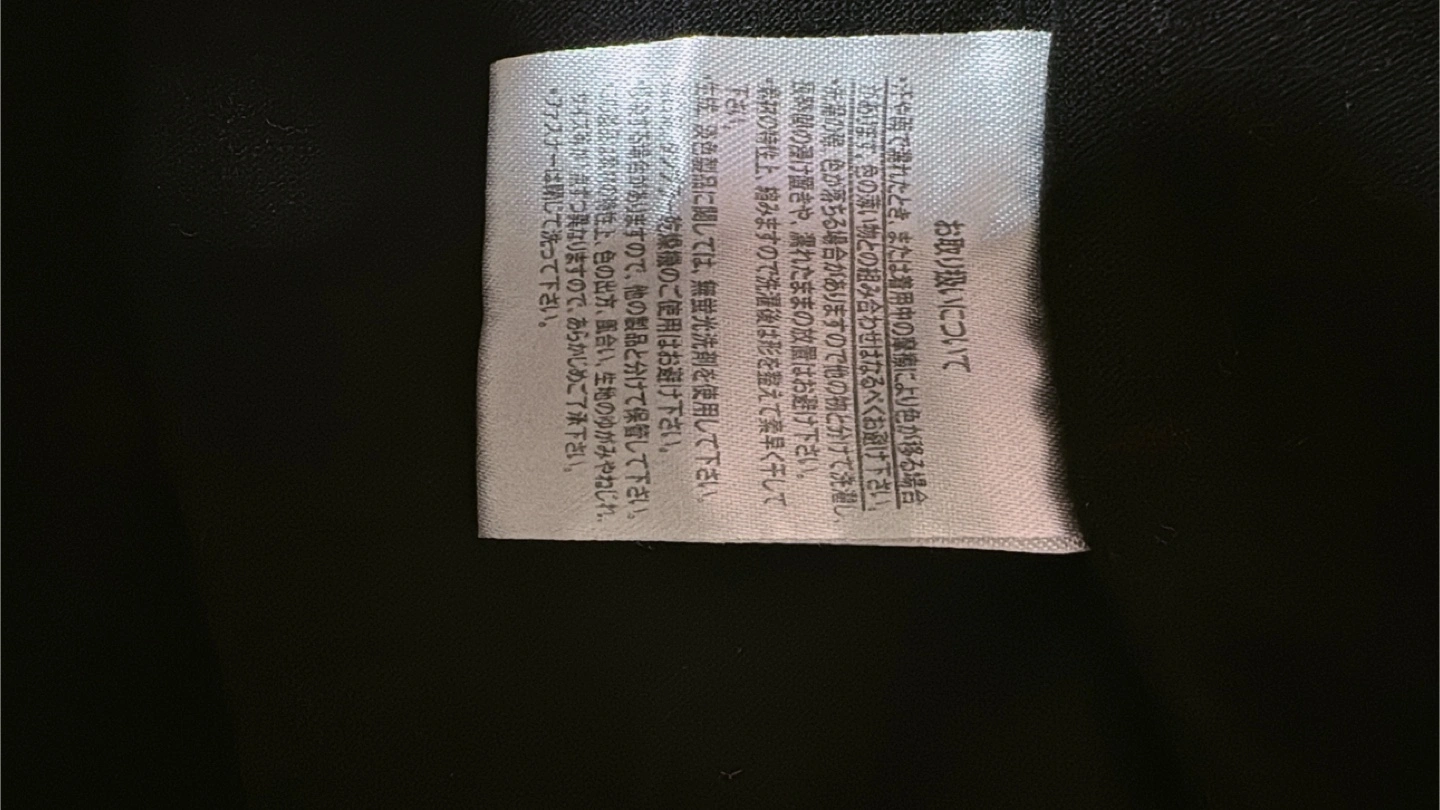 お取り扱いについて
・汗や雨で濡れたとき または着用中の摩擦により色が移る場合
があります。色の薄い物との組み合わせはなるべくお避け下さい。
・洗濯の際、色が落ちる場合がありますので他の物と分けて洗濯し、
長時間の浸け置きや、濡れたままの放置はお避け下さい。
・素材の特性上、縮みますので洗濯後は形を整えて素早く干して
下さい。
・生成、淡色製品に関しては、無蛍光洗剤を使用して下さい。
乾燥機のご使用はお避け下さい。
場合がありますので、他の製品と分けて保管して下さい。
特性上、色の出方、風合い、生地のゆがみやねじれ、
異なりますので、あらかじめご了承下さい。
・ファスナーは閉じて洗って下さい。